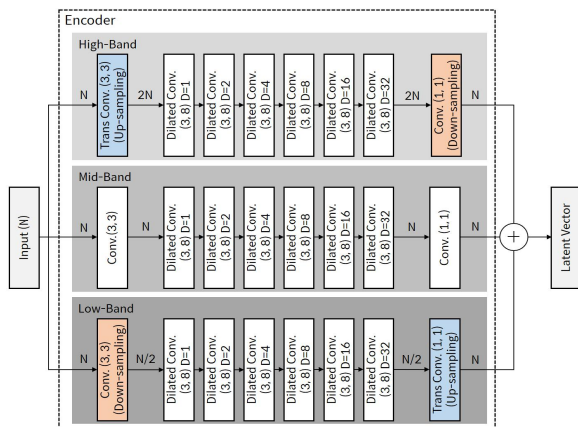 Encoder
High-Band
N
Trans Conv. (3, 3)
(Up-sampling)
2N
Dilated Conv.
(3, 8) D=1
Dilated Conv.
(3, 8) D=2
Dilated Conv.
(3, 8) D=4
Dilated Conv.
(3, 8) D=8
Dilated Conv.
(3, 8) D=16
Dilated Conv.
(3, 8) D=32
2N
Conv. (1, 1)
(Down-sampling)
N
Input (N)
Mid-Band
N
Conv. (3, 3)
N
Dilated Conv.
(3, 8) D=1
Dilated Conv.
(3, 8) D=2
Dilated Conv.
(3, 8) D=4
Dilated Conv.
(3, 8) D=8
Dilated Conv.
(3, 8) D=16
Dilated Conv.
(3, 8) D=32
N
Conv. (1, 1)
N
+
Latent Vector
Low-Band
N
Conv. (3, 3)
(Down-sampling)
N/2
Dilated Conv.
(3, 8) D=1
Dilated Conv.
(3, 8) D=2
Dilated Conv.
(3, 8) D=4
Dilated Conv.
(3, 8) D=8
Dilated Conv.
(3, 8) D=16
Dilated Conv.
(3, 8) D=32
N/2
Trans Conv. (1, 1)
(Up-sampling)
N